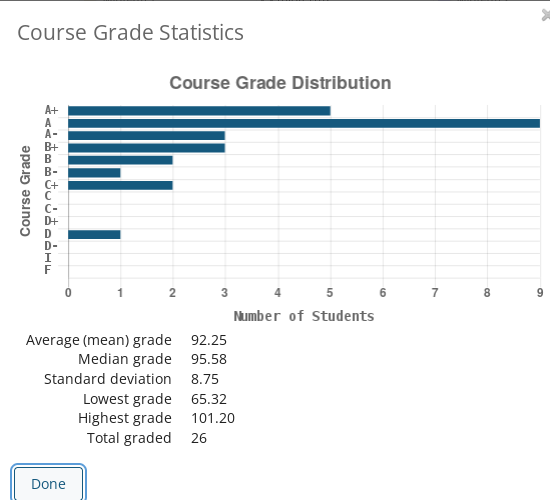 Course Grade Statistics
Course Grade Distribution
Course Grade
A+
A
A-
B+
B
B-
C+
C
C-
D+
D
D-
I
F
0 1 2 3 4 5 6 7 8 9
Number of Students
Average (mean) grade 92.25
Median grade 95.58
Standard deviation 8.75
Lowest grade 65.32
Highest grade 101.20
Total graded 26
Done